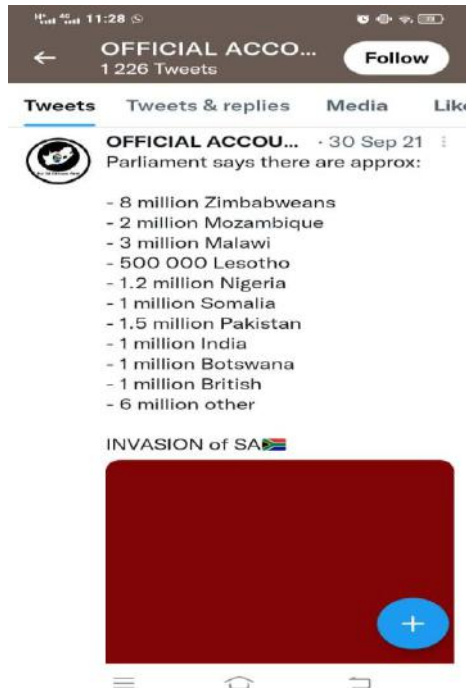 11:28
OFFICIAL ACCO...
1 226 Tweets
Follow
Tweets Tweets & replies Media Like
OFFICIAL ACCOU... · 30 Sep 21
Parliament says there are approx:
- 8 million Zimbabweans
- 2 million Mozambique
- 3 million Malawi
- 500 000 Lesotho
- 1.2 million Nigeria
- 1 million Somalia
- 1.5 million Pakistan
- 1 million India
- 1 million Botswana
- 1 million British
- 6 million other
INVASION of SA🇿🇦